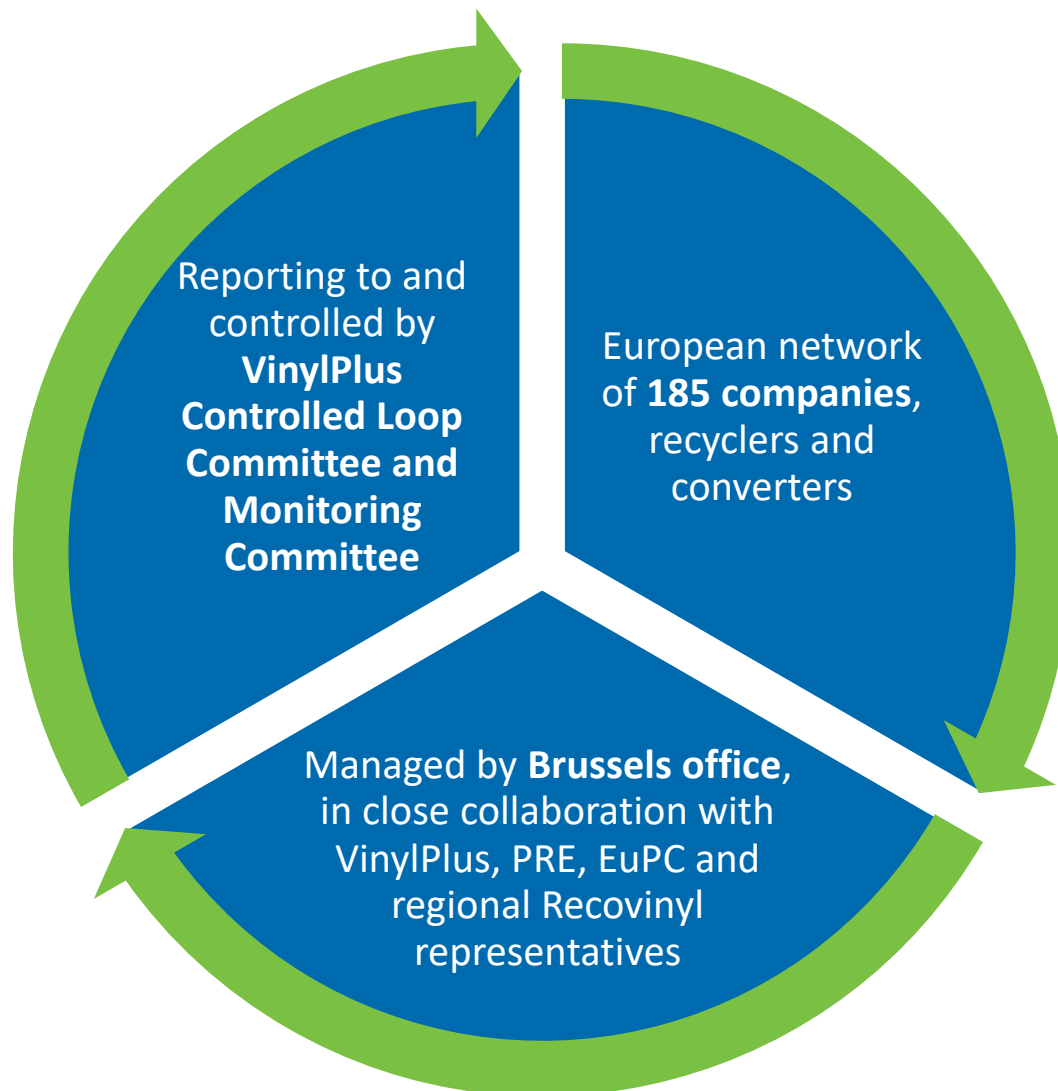 Reporting to and
controlled by
VinylPlus
Controlled Loop
Committee and
Monitoring
Committee
European network
of 185 companies,
recyclers and
converters
Managed by Brussels office,
in close collaboration with
VinylPlus, PRE, EuPC and
regional Recovinyl
representatives